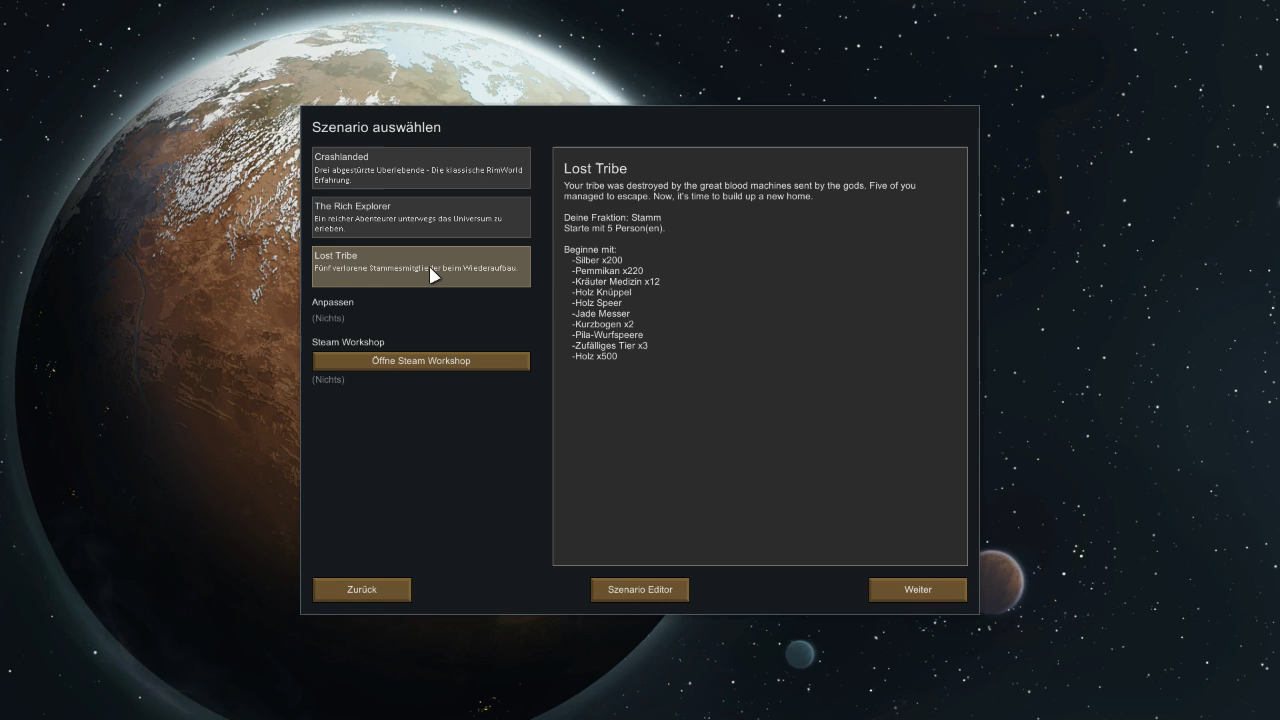 Szenario auswählen
Crashlanded
Drei abgestürzte Überlebende - Die klassische RimWorld
Erfahrung.
The Rich Explorer
Ein reicher Abenteurer unterwegs das Universum zu
erleben.
Lost Tribe
Fünf verlorene Stammesmitglieder beim Wiederaufbau.
Anpassen
(Nichts)
Steam Workshop
Öffne Steam Workshop
(Nichts)
Lost Tribe
Your tribe was destroyed by the great blood machines sent by the gods. Five of you
managed to escape. Now, it's time to build up a new home.
Deine Fraktion: Stamm
Starte mit 5 Person(en).
Beginne mit:
-Silber x200
-Pemmikan x220
-Kräuter Medizin x12
-Holz Knüppel
-Holz Speer
-Jade Messer
-Kurzbogen x2
-Pila-Wurfspeere
-Zufälliges Tier x3
-Holz x500
Zurück
Szenario Editor
Weiter